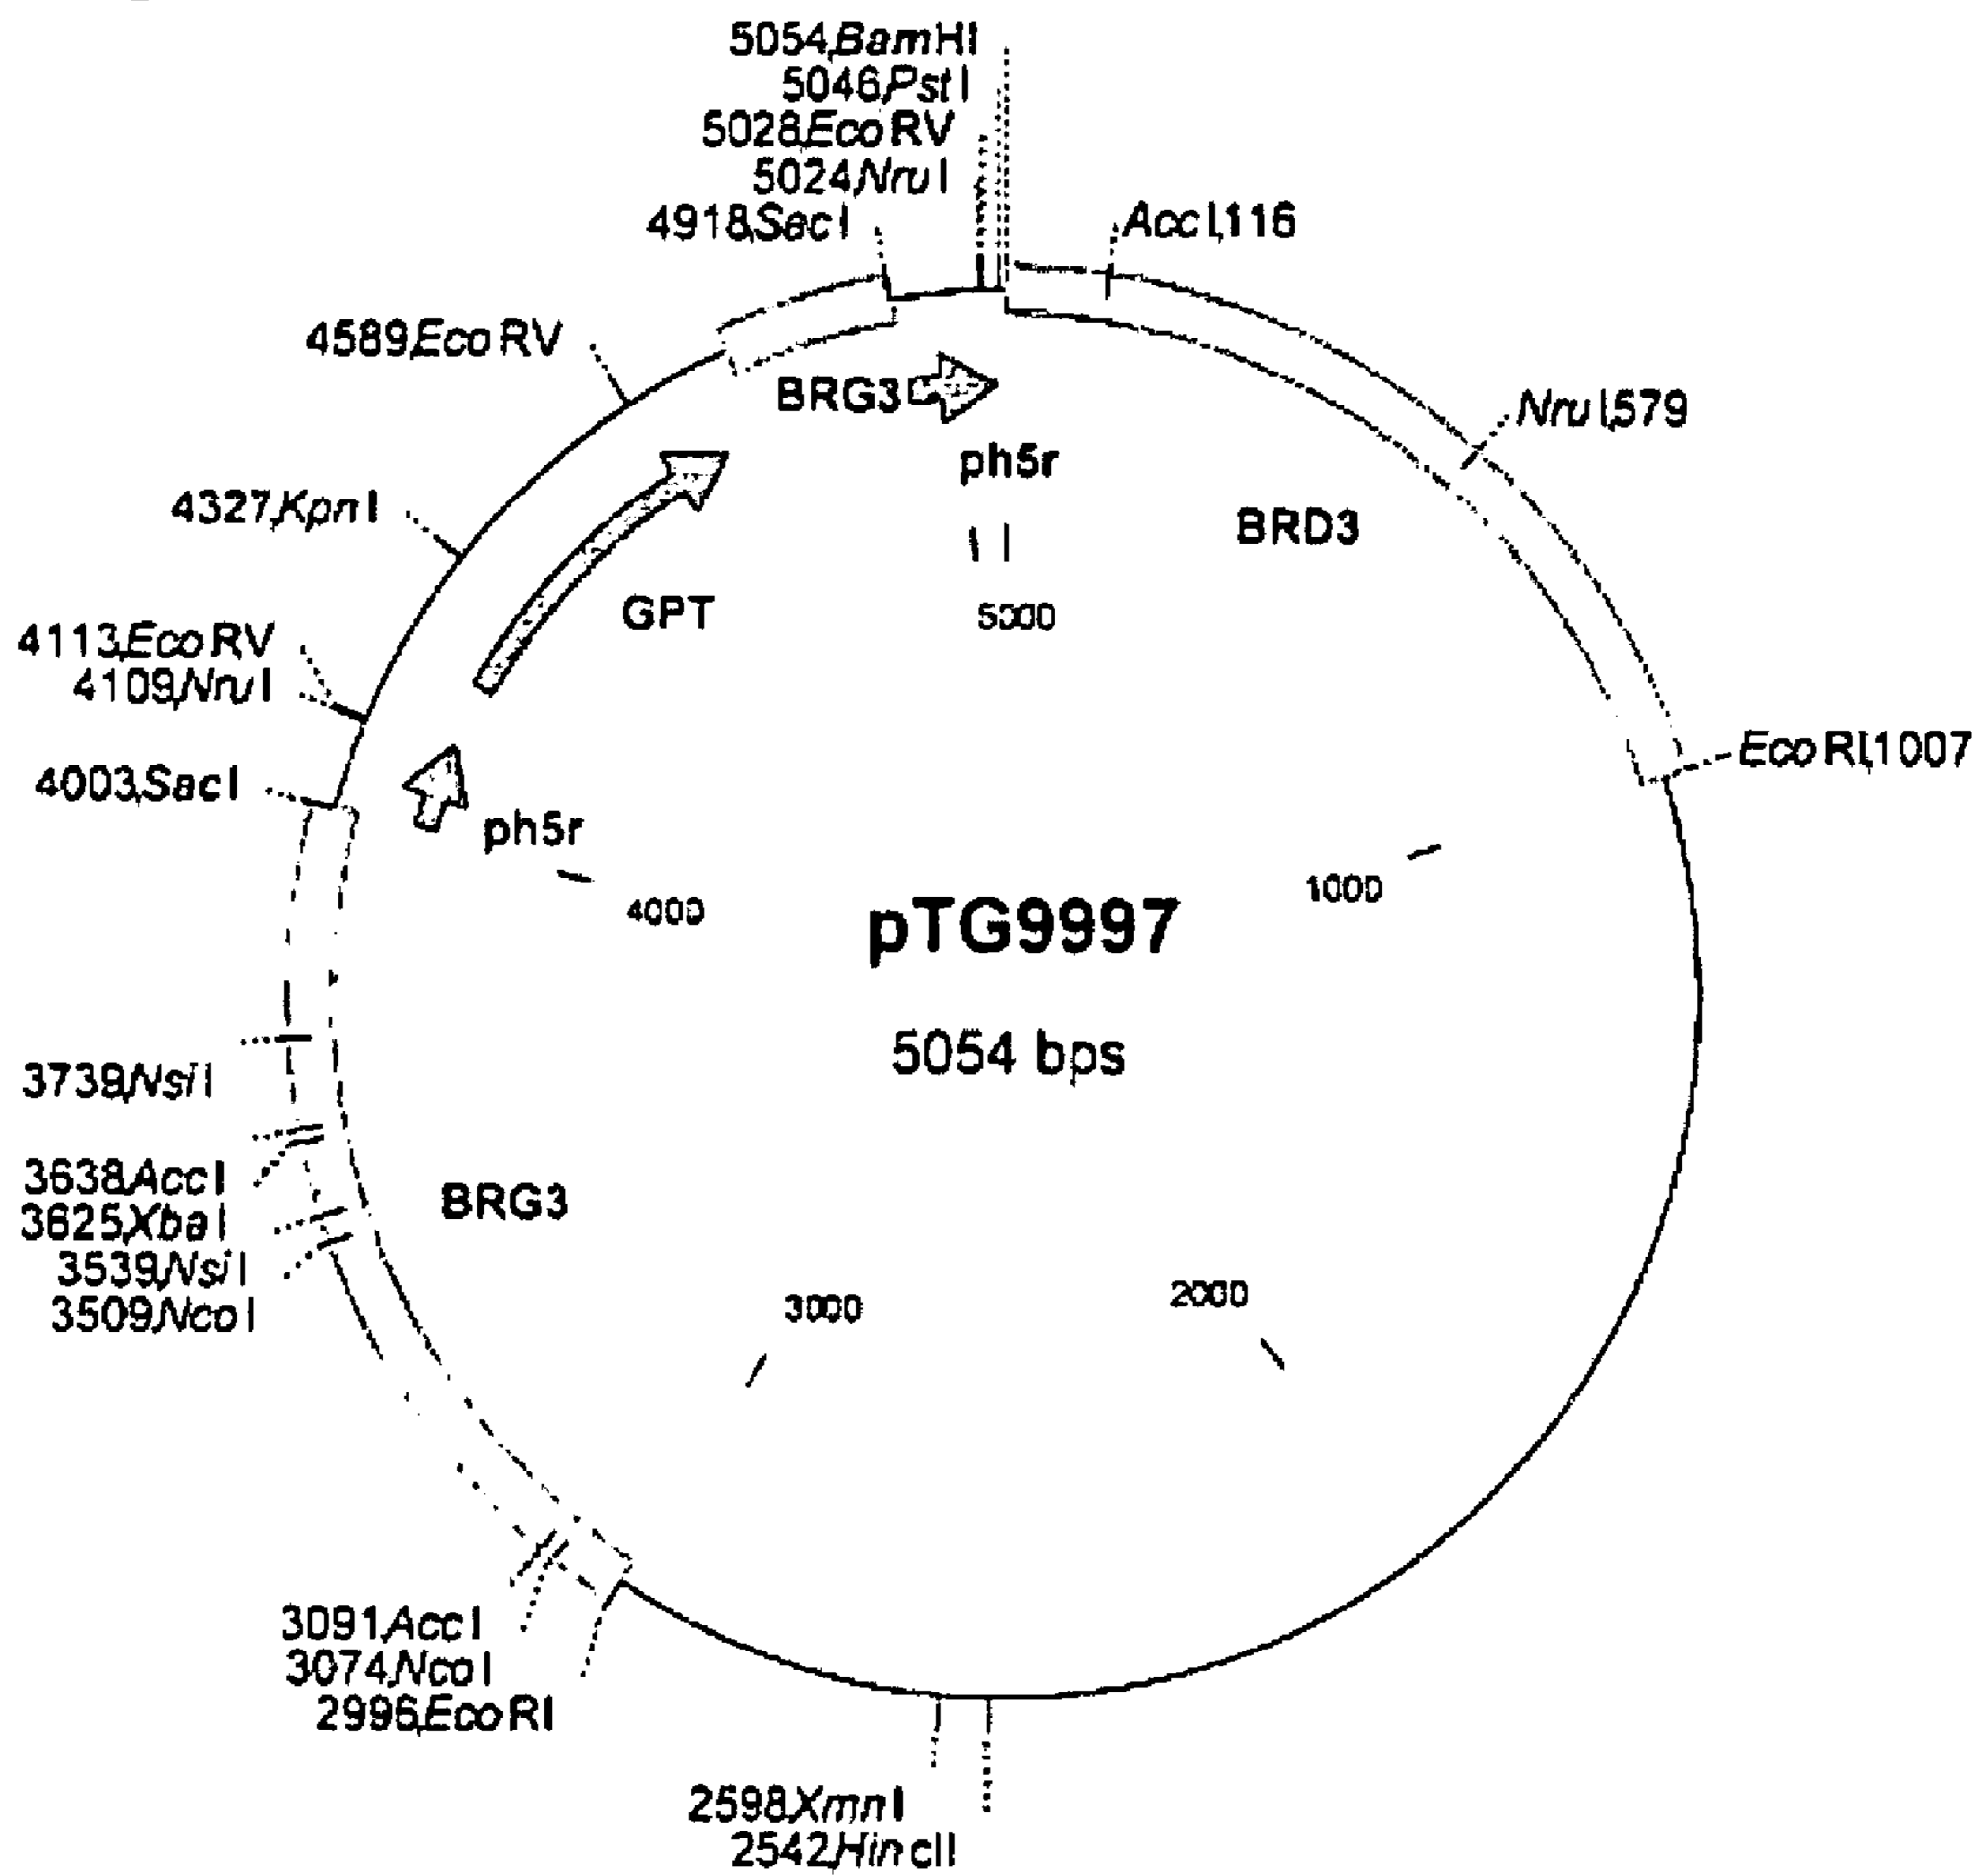 5054,BamHI
5046,PstI
5028,EcoRV
5024,NruI
4918,SacI
AccI,116
4589,EcoRV
NruI,579
BRG3
ph5r
4327,KpnI
BRD3
GPT
5000
4113,EcoRV
4109,NruI
EcoRI,1007
4003,SacI
ph5r
1000
4000
pTG9997
5054 bps
3739,NsiI
3638,AccI
3625,XbaI
3539,NsiI
3509,NcoI
BRG3
2000
3000
3091,AccI
3074,NcoI
2996,EcoRI
2598,XmnI
2542,HincII